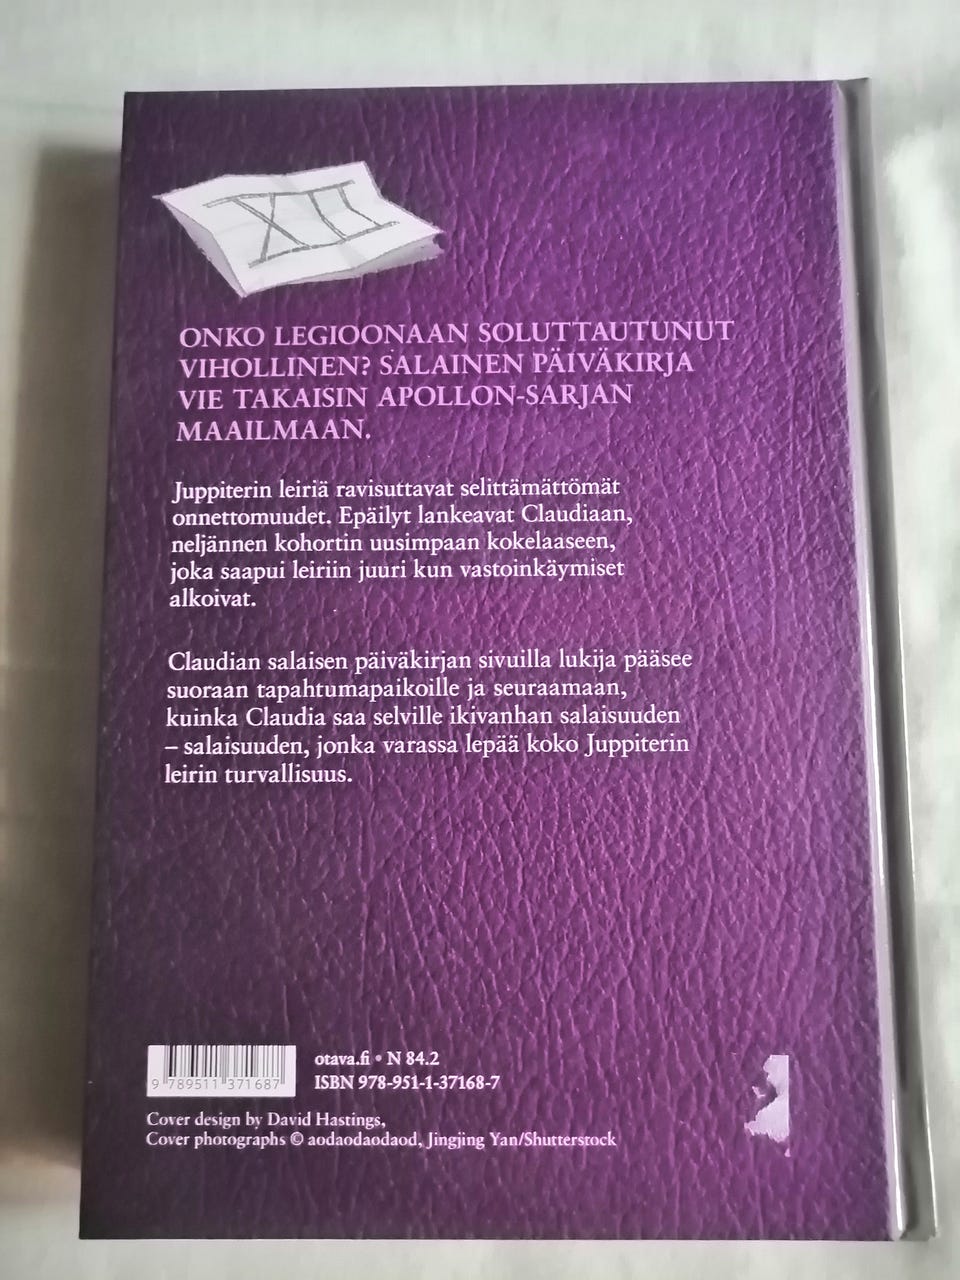 XII
ONKO LEGIOONAAN SOLUTTAUTUNUT
VIHOLLINEN? SALAINEN PÄIVÄKIRJA
VIE TAKAISIN APOLLON-SARJAN
MAAILMAAN.
Juppiterin leiriä ravisuttavat selittämättömät
onnettomuudet. Epäilyt lankeavat Claudiaan,
neljännen kohortin uusimpaan kokelaaseen,
joka saapui leiriin juuri kun vastoinkäymiset
alkoivat.
Claudian salaisen päiväkirjan sivuilla lukija pääsee
suoraan tapahtumapaikoille ja seuraamaan,
kuinka Claudia saa selville ikivanhan salaisuuden
– salaisuuden, jonka varassa lepää koko Juppiterin
leirin turvallisuus.
otava.fi • N 84.2
ISBN 978-951-1-37168-7
9 789511 371687
Cover design by David Hastings,
Cover photographs © aodaodaodaod, Jingjing Yan/Shutterstock